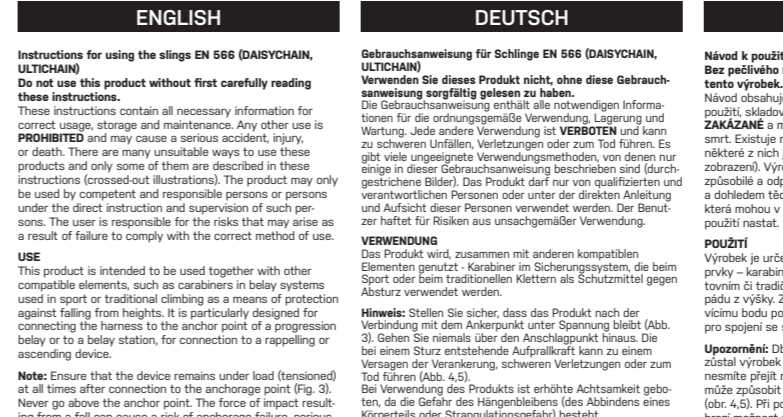 ENGLISH
Instructions for using the slings EN 566 (DAISYCHAIN,
ULTICHAIN)
Do not use this product without first carefully reading
these instructions.
These instructions contain all necessary information for
correct usage, storage and maintenance. Any other use is
PROHIBITED and may cause a serious accident, injury,
or death. There are many unsuitable ways to use these
products and only some of them are described in these
instructions (crossed-out illustrations). The product may only
be used by competent and responsible persons or persons
under the direct instruction and supervision of such per-
sons. The user is responsible for the risks that may arise as
a result of failure to comply with the correct method of use.
USE
This product is intended to be used together with other
compatible elements, such as carabiners in belay systems
used in sport or traditional climbing as a means of protection
against falling from heights. It is particularly designed for
connecting the harness to the anchor point of a progression
belay or to a belay station, for connection to a rappelling or
ascending device.
Note: Ensure that the device remains under load (tensioned)
at all times after connection to the anchorage point (Fig. 3).
Never go above the anchor point. The force of impact result-
ing from a fall can cause a risk of anchorage failure, serious
DEUTSCH
Gebrauchsanweisung für Schlinge EN 566 (DAISYCHAIN,
ULTICHAIN)
Verwenden Sie dieses Produkt nicht, ohne diese Gebrauch-
sanweisung sorgfältig gelesen zu haben.
Die Gebrauchsanweisung enthält alle notwendigen Informa-
tionen für die ordnungsgemäße Verwendung, Lagerung und
Wartung. Jede andere Verwendung ist VERBOTEN und kann
zu schweren Unfällen, Verletzungen oder zum Tod führen. Es
gibt viele ungeeignete Verwendungsmethoden, von denen nur
einige in dieser Gebrauchsanweisung beschrieben sind (durch-
gestrichene Bilder). Das Produkt darf nur von qualifizierten und
verantwortlichen Personen oder unter der direkten Anleitung
und Aufsicht dieser Personen verwendet werden. Der Benut-
zer haftet für Risiken aus unsachgemäßer Verwendung.
VERWENDUNG
Das Produkt wird, zusammen mit anderen kompatiblen
Elementen genutzt - Karabiner im Sicherungssystem, die beim
Sport oder beim traditionellen Klettern als Schutzmittel gegen
Absturz verwendet werden.
Hinweis: Stellen Sie sicher, dass das Produkt nach der
Verbindung mit dem Ankerpunkt unter Spannung bleibt (Abb.
3). Gehen Sie niemals über den Anschlagpunkt hinaus. Die
bei einem Sturz entstehende Aufprallkraft kann zu einem
Versagen der Verankerung, schweren Verletzungen oder zum
Tod führen (Abb. 4,5).
Bei Verwendung des Produkts ist erhöhte Achtsamkeit gebo-
ten, da die Gefahr des Hängenbleibens (des Abbindens eines
Körperteils oder Strangulationsgefahr) besteht.
Návod k použit
Bez pečlivého
tento výrobek.
Návod obsahuj
použití, skladov
ZAKÁZANÉ a m
smrt. Existuje
některé z nich
zobrazení). Výr
způsobilé a odp
a dohledem těc
která mohou v
použití nastat.
POUŽITÍ
Výrobek je urče
prvky – karabin
tovním či tradič
pádu z výšky. Z
vícímu bodu po
pro spojení se s
Upozornění: Db
zůstal výrobek
nesmíte přejít
může způsobit
(obr. 4,5). Při po